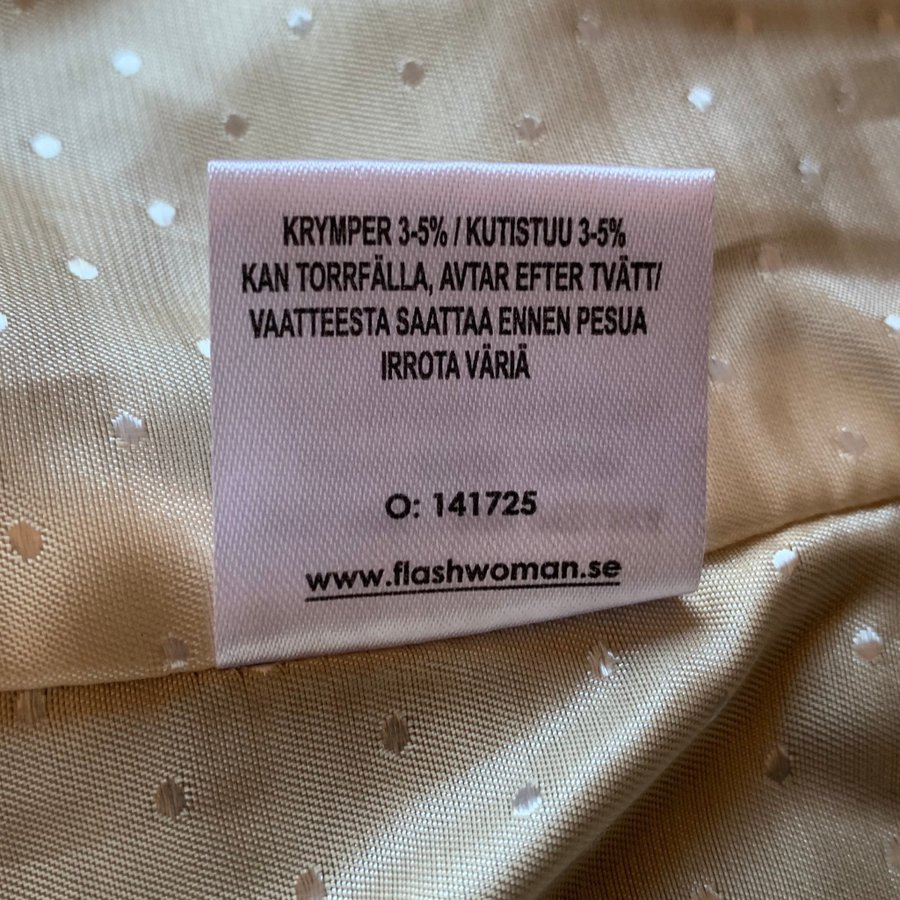 KRYMPER 3-5% / KUTISTUU 3-5%
KAN TORRFÄLLA, AVTAR EFTER TVÄTT/
VAATTEESTA SAATTAA ENNEN PESUA
IRROTA VÄRIÄ
O: 141725
www.flashwoman.se